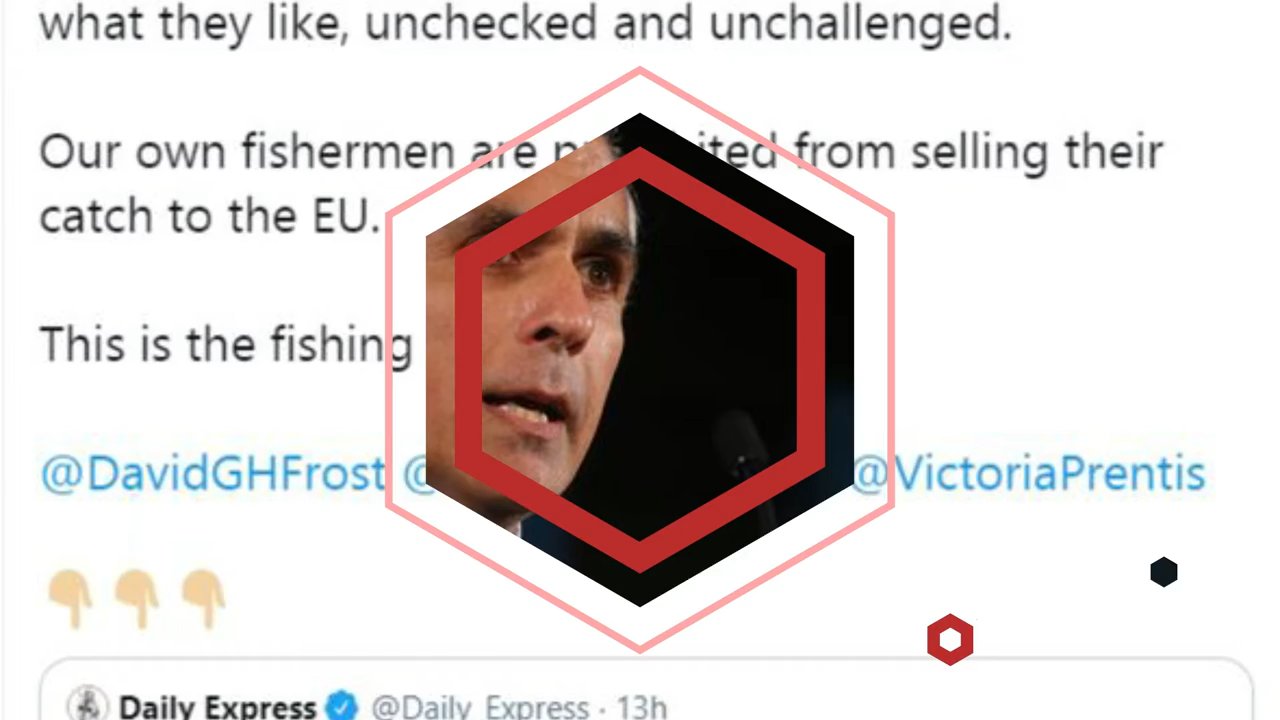 what they like, unchecked and unchallenged.
Our own fishermen are from selling their
catch to the EU.
This is the fishing
@DavidGHFrost @VictoriaPrentis
Daily Express @Daily_Express · 13h